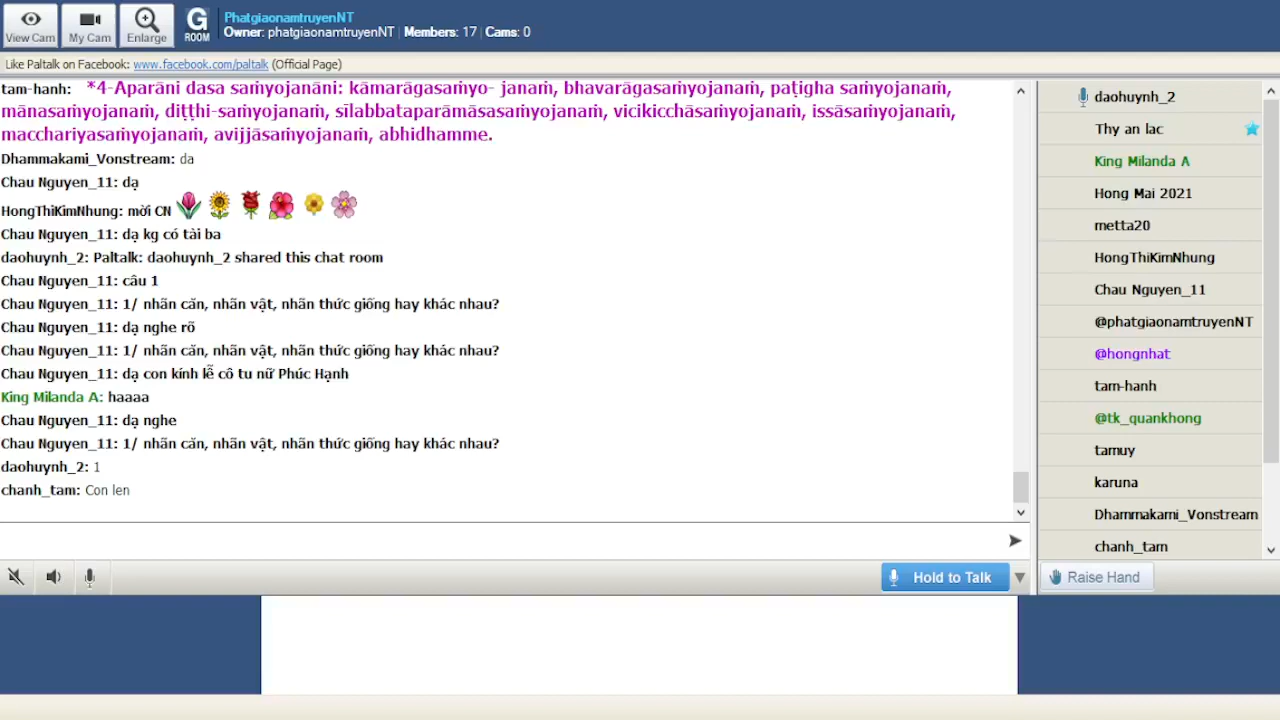 View Cam
My Cam
Enlarge
G
ROOM
PhatgiaonamtruyenNT
Owner: phatgiaonamtruyenNT | Members: 17 | Cams: 0
Like Paltalk on Facebook: www.facebook.com/paltalk (Official Page)
tam-hanh: *4-Aparāni dasa saṁyojanāni: kāmarāgasaṁyo- janaṁ, bhavarāgasaṁyojanaṁ, paṭigha saṁyojanaṁ,
mānasaṁyojanaṁ, diṭṭhi-saṁyojanaṁ, sīlabbataparāmāsasaṁyojanaṁ, vicikicchāsaṁyojanaṁ, issāsaṁyojanaṁ,
macchariyasaṁyojanaṁ, avijjāsaṁyojanaṁ, abhidhamme.
Dhammakami_Vonstream: da
Chau Nguyen_11: dạ
HongThiKimNhung: mời CN
Chau Nguyen_11: dạ kg có tài ba
daohuynh_2: Paltalk: daohuynh_2 shared this chat room
Chau Nguyen_11: câu 1
Chau Nguyen_11: 1/ nhãn căn, nhãn vật, nhãn thức giống hay khác nhau?
Chau Nguyen_11: dạ nghe rõ
Chau Nguyen_11: 1/ nhãn căn, nhãn vật, nhãn thức giống hay khác nhau?
Chau Nguyen_11: dạ con kính lễ cô tu nữ Phúc Hạnh
King Milanda A: haaaa
Chau Nguyen_11: dạ nghe
Chau Nguyen_11: 1/ nhãn căn, nhãn vật, nhãn thức giống hay khác nhau?
daohuynh_2: 1
chanh_tam: Con len
Hold to Talk
daohuynh_2
Thy an lac
King Milanda A
Hong Mai 2021
metta20
HongThiKimNhung
Chau Nguyen_11
@phatgiaonamtruyenNT
@hongnhat
tam-hanh
@tk_quankhong
tamuy
karuna
Dhammakami_Vonstream
chanh_tam
Raise Hand